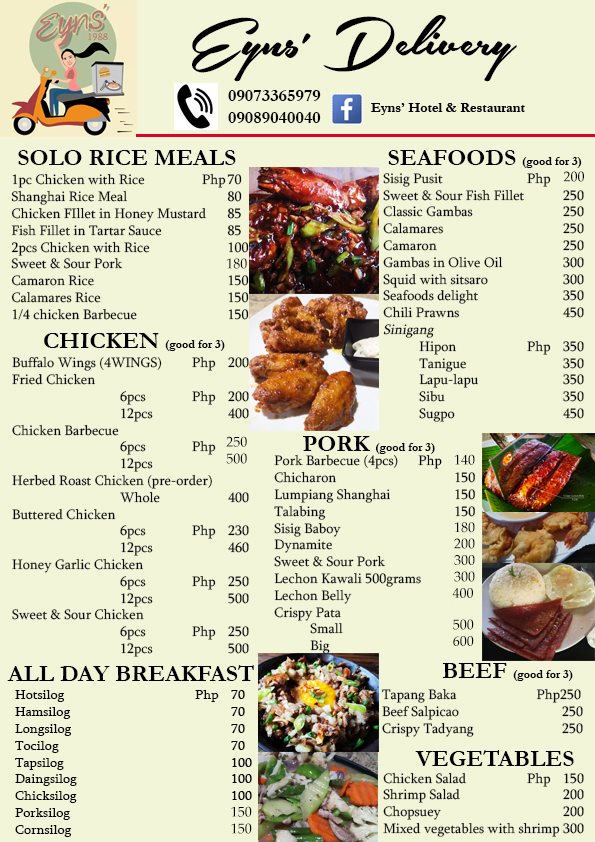 Eyns'
1988
Eyns' Delivery
09073365979
09089040040
Eyns' Hotel & Restaurant
SOLO RICE MEALS
1pc Chicken with Rice Php 70
Shanghai Rice Meal 80
Chicken FIllet in Honey Mustard 85
Fish Fillet in Tartar Sauce 85
2pcs Chicken with Rice 100
Sweet & Sour Pork 180
Camaron Rice 150
Calamares Rice 150
1/4 chicken Barbecue 150
CHICKEN (good for 3)
Buffalo Wings (4WINGS) Php 200
Fried Chicken
6pcs Php 200
12pcs 400
Chicken Barbecue
6pcs Php 250
12pcs 500
Herbed Roast Chicken (pre-order)
Whole 400
Buttered Chicken
6pcs Php 230
12pcs 460
Honey Garlic Chicken
6pcs Php 250
12pcs 500
Sweet & Sour Chicken
6pcs Php 250
12pcs 500
ALL DAY BREAKFAST
Hotsilog Php 70
Hamsilog 70
Longsilog 70
Tocilog 70
Tapsilog 100
Daingsilog 100
Chicksilog 100
Porksilog 150
Cornsilog 150
SEAFOODS (good for 3)
Sisig Pusit Php 200
Sweet & Sour Fish Fillet 250
Classic Gambas 250
Calamares 250
Camaron 250
Gambas in Olive Oil 300
Squid with sitsaro 300
Seafoods delight 350
Chili Prawns 450
Sinigang
Hipon Php 350
Tanigue 350
Lapu-lapu 350
Sibu 350
Sugpo 450
PORK (good for 3)
Pork Barbecue (4pcs) Php 140
Chicharon 150
Lumpiang Shanghai 150
Talabing 150
Sisig Baboy 180
Dynamite 200
Sweet & Sour Pork 300
Lechon Kawali 500grams 300
Lechon Belly 400
Crispy Pata
Small 500
Big 600
BEEF (good for 3)
Tapang Baka Php250
Beef Salpicao 250
Crispy Tadyang 250
VEGETABLES
Chicken Salad Php 150
Shrimp Salad 200
Chopsuey 200
Mixed vegetables with shrimp 300